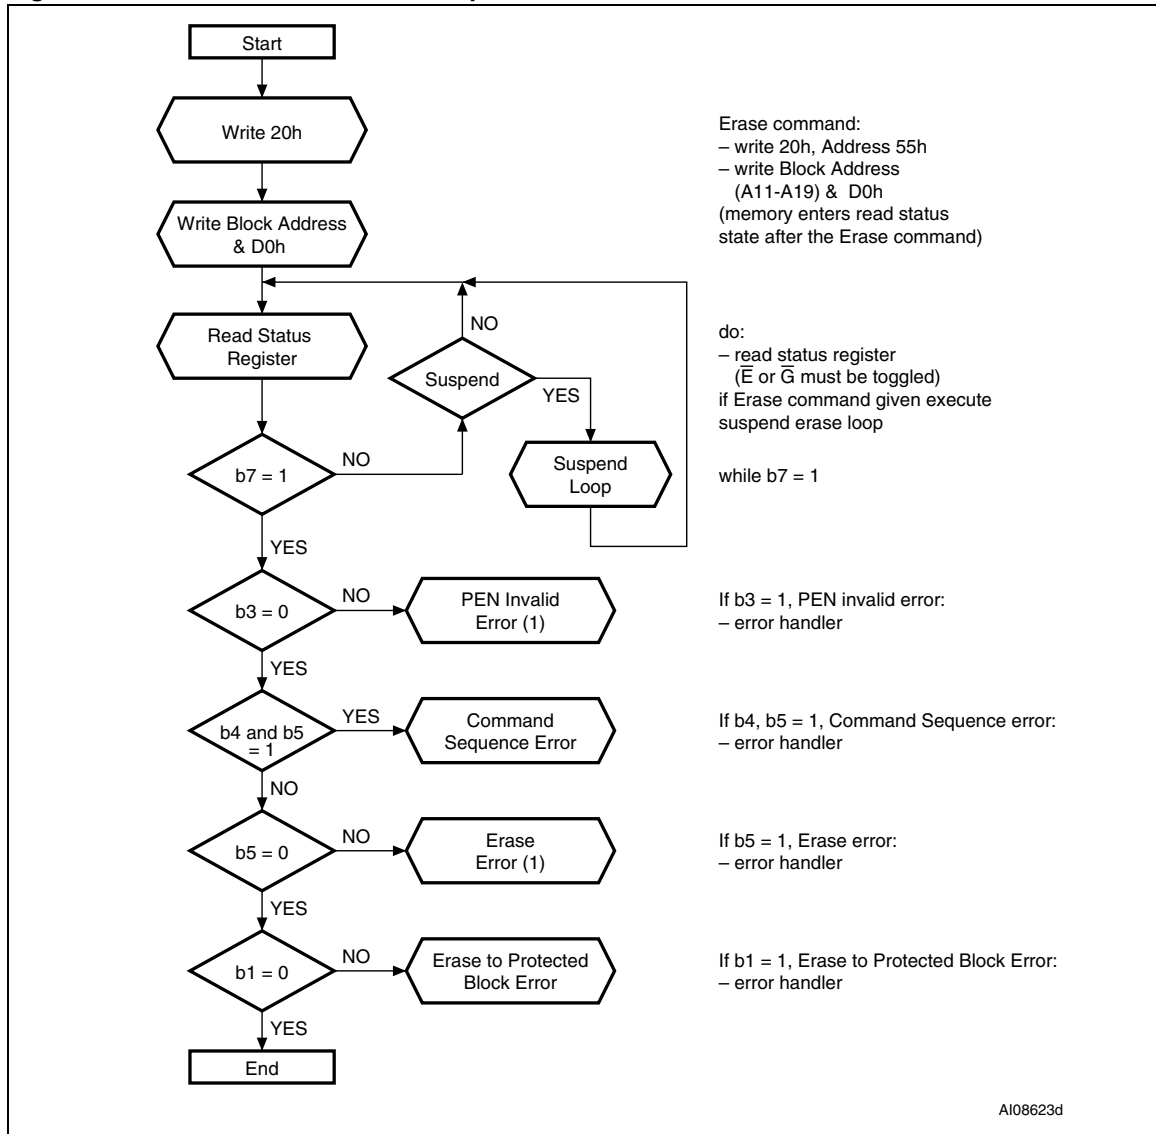 Start
Write 20h
Erase command:
– write 20h, Address 55h
– write Block Address
(A11-A19) & D0h
(memory enters read status
state after the Erase command)
Write Block Address
& D0h
NO
Read Status
Register
Suspend
YES
do:
– read status register
(E̅ or G̅ must be toggled)
if Erase command given execute
suspend erase loop
NO
b7 = 1
Suspend
Loop
while b7 = 1
YES
b3 = 0
NO
PEN Invalid
Error (1)
If b3 = 1, PEN invalid error:
– error handler
YES
b4 and b5
= 1
YES
Command
Sequence Error
If b4, b5 = 1, Command Sequence error:
– error handler
NO
b5 = 0
NO
Erase
Error (1)
If b5 = 1, Erase error:
– error handler
YES
b1 = 0
NO
Erase to Protected
Block Error
If b1 = 1, Erase to Protected Block Error:
– error handler
YES
End
AI08623d